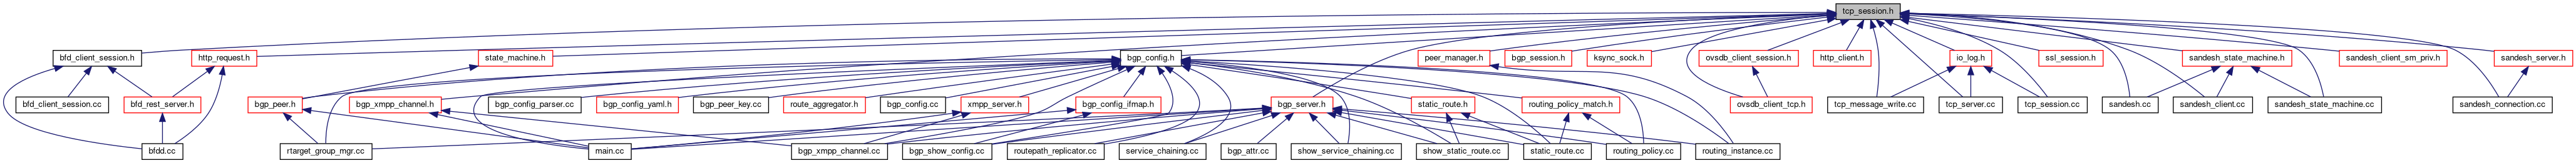 tcp_session.h
bfd_client_session.h
http_request.h
state_machine.h
bgp_config.h
peer_manager.h
bgp_session.h
ksync_sock.h
ovsdb_client_session.h
http_client.h
io_log.h
ssl_session.h
sandesh_state_machine.h
sandesh_client_sm_priv.h
sandesh_server.h
bfd_client_session.cc
bfd_rest_server.h
bgp_peer.h
bgp_xmpp_channel.h
bgp_config_parser.cc
bgp_config_yaml.h
bgp_peer_key.cc
route_aggregator.h
bgp_config.cc
xmpp_server.h
bgp_config_ifmap.h
bgp_server.h
static_route.h
routing_policy_match.h
ovsdb_client_tcp.h
tcp_message_write.cc
tcp_server.cc
tcp_session.cc
sandesh.cc
sandesh_client.cc
sandesh_state_machine.cc
sandesh_connection.cc
bfdd.cc
rtarget_group_mgr.cc
main.cc
bgp_xmpp_channel.cc
bgp_show_config.cc
routepath_replicator.cc
service_chaining.cc
bgp_attr.cc
show_service_chaining.cc
show_static_route.cc
static_route.cc
routing_policy.cc
routing_instance.cc